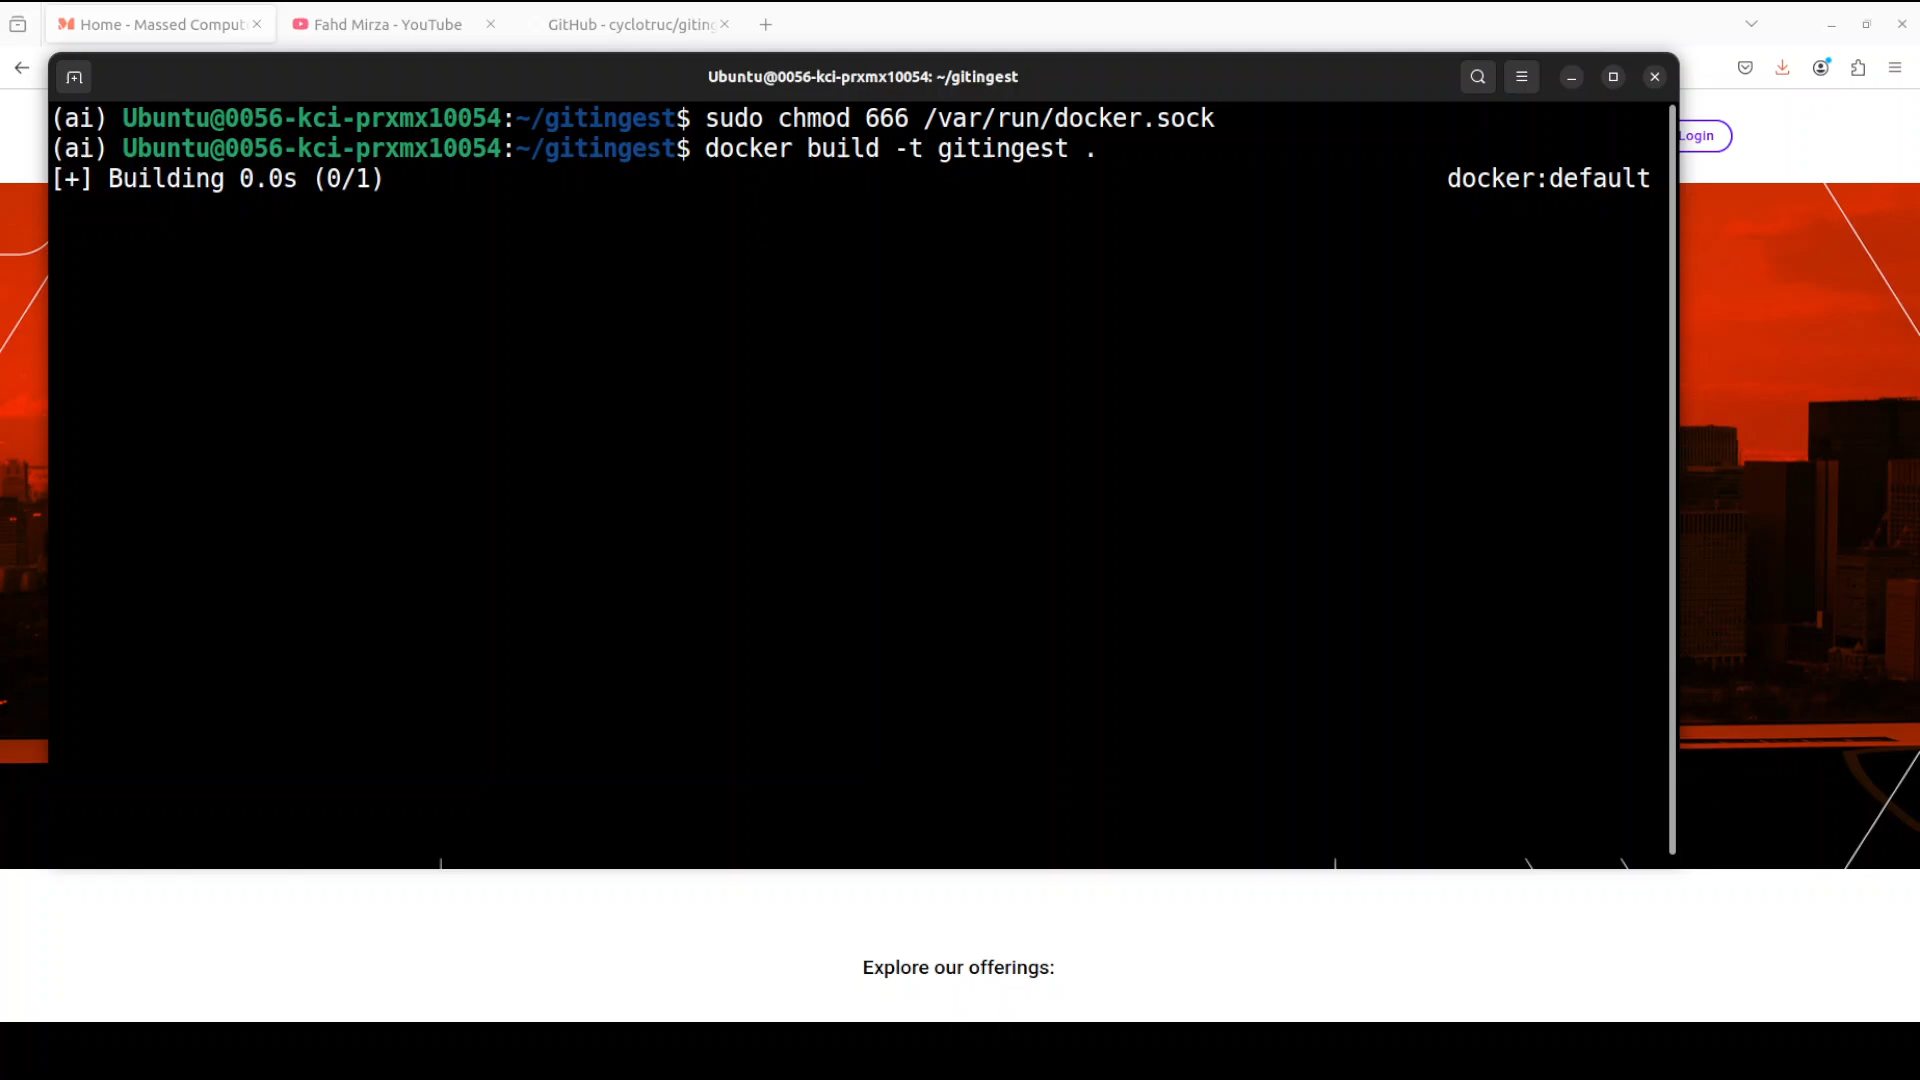 Home - Massed Comput
Fahd Mirza - YouTube
GitHub - cyclotruc/giting
Ubuntu@0056-kci-prxmx10054: ~/gitingest
(ai) Ubuntu@0056-kci-prxmx10054:~/gitingest$ sudo chmod 666 /var/run/docker.sock
(ai) Ubuntu@0056-kci-prxmx10054:~/gitingest$ docker build -t gitingest .
[+] Building 0.0s (0/1) docker:default
Login
Explore our offerings: